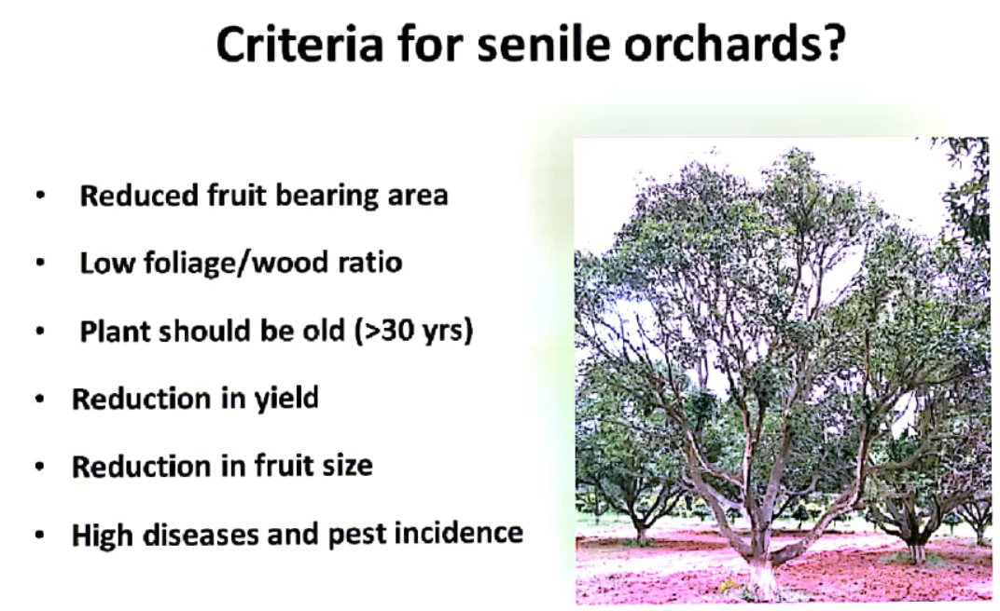 Criteria for senile orchards?
• Reduced fruit bearing area
• Low foliage/wood ratio
• Plant should be old (>30 yrs)
• Reduction in yield
• Reduction in fruit size
• High diseases and pest incidence